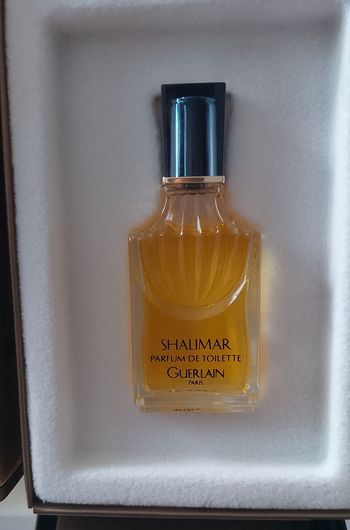 SHALIMAR
PARFUM DE TOILETTE
GUERLAIN
PARIS